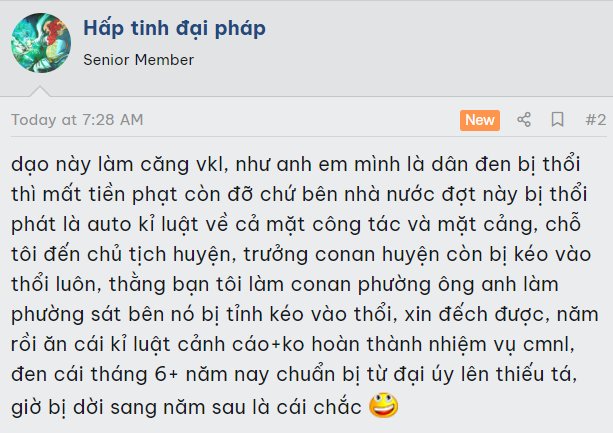 Hấp tinh đại pháp
Senior Member
Today at 7:28 AM
New
#2
dạo này làm căng vkl, như anh em mình là dân đen bị thổi
thì mất tiền phạt còn đỡ chứ bên nhà nước đợt này bị thổi
phát là auto kỉ luật về cả mặt công tác và mặt cảng, chỗ
tôi đến chủ tịch huyện, trưởng conan huyện còn bị kéo vào
thổi luôn, thằng bạn tôi làm conan phường ông anh làm
phường sát bên nó bị tỉnh kéo vào thổi, xin đếch được, năm
rồi ăn cái kỉ luật cảnh cáo+ko hoàn thành nhiệm vụ cmnl,
đen cái tháng 6+ năm nay chuẩn bị từ đại úy lên thiếu tá,
giờ bị dời sang năm sau là cái chắc